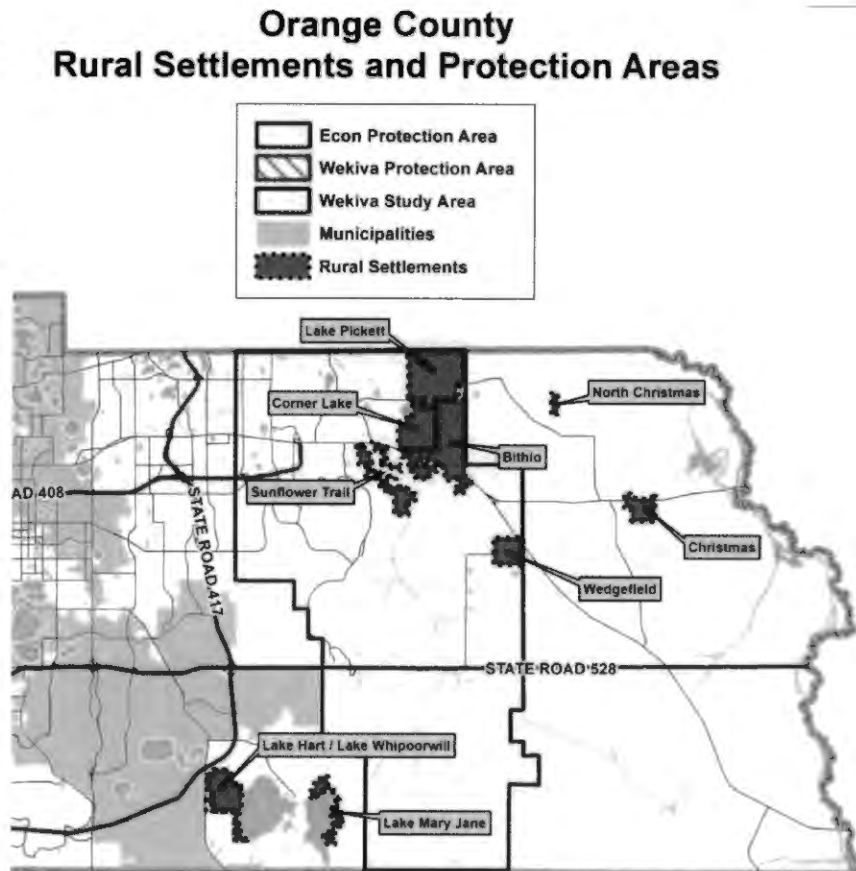 Orange County
Rural Settlements and Protection Areas
Econ Protection Area
Wekiva Protection Area
Wekiva Study Area
Municipalities
Rural Settlements
Lake Pickett
North Christmas
Corner Lake
Bithlo
AD 408
Sunflower Trail
STATE ROAD 417
Christmas
Wedgefield
STATE ROAD 528
Lake Hart / Lake Whipoorwill
Lake Mary Jane